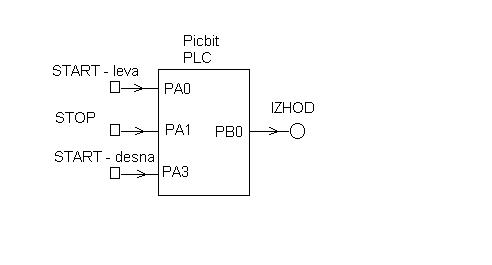 Picbit
PLC
START - leva
PA0
IZHOD
STOP
PA1
PB0
START - desna
PA3